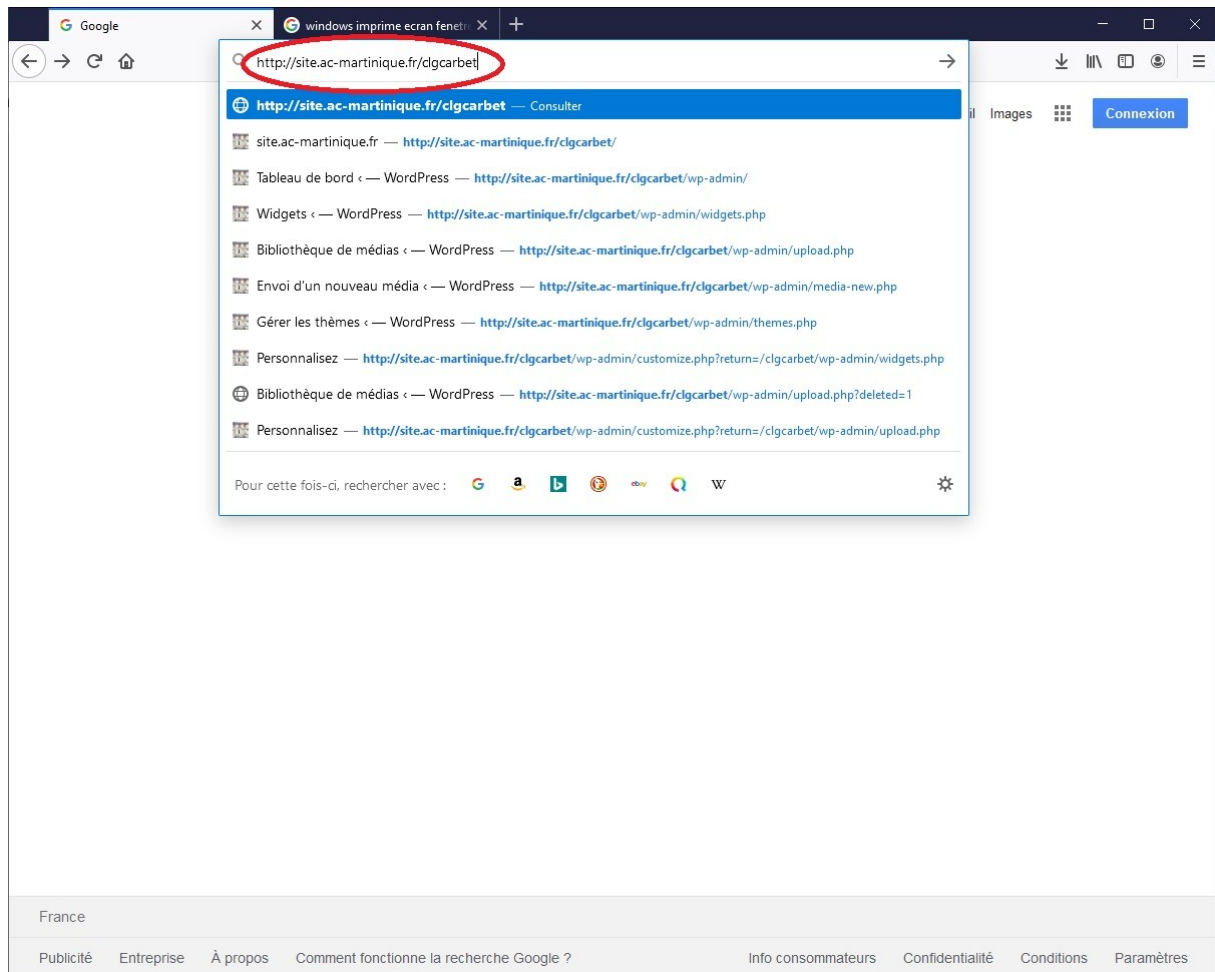 Google
windows imprime ecran fenetr
http://site.ac-martinique.fr/clgcarbet
http://site.ac-martinique.fr/clgcarbet — Consulter
il Images Connexion
site.ac-martinique.fr — http://site.ac-martinique.fr/clgcarbet/
Tableau de bord ‹ — WordPress — http://site.ac-martinique.fr/clgcarbet/wp-admin/
Widgets ‹ — WordPress — http://site.ac-martinique.fr/clgcarbet/wp-admin/widgets.php
Bibliothèque de médias ‹ — WordPress — http://site.ac-martinique.fr/clgcarbet/wp-admin/upload.php
Envoi d'un nouveau média ‹ — WordPress — http://site.ac-martinique.fr/clgcarbet/wp-admin/media-new.php
Gérer les thèmes ‹ — WordPress — http://site.ac-martinique.fr/clgcarbet/wp-admin/themes.php
Personnalisez — http://site.ac-martinique.fr/clgcarbet/wp-admin/customize.php?return=/clgcarbet/wp-admin/widgets.php
Bibliothèque de médias ‹ — WordPress — http://site.ac-martinique.fr/clgcarbet/wp-admin/upload.php?deleted=1
Personnalisez — http://site.ac-martinique.fr/clgcarbet/wp-admin/customize.php?return=/clgcarbet/wp-admin/upload.php
Pour cette fois-ci, rechercher avec : G a b ebay Q W
France
Publicité Entreprise À propos Comment fonctionne la recherche Google ? Info consommateurs Confidentialité Conditions Paramètres